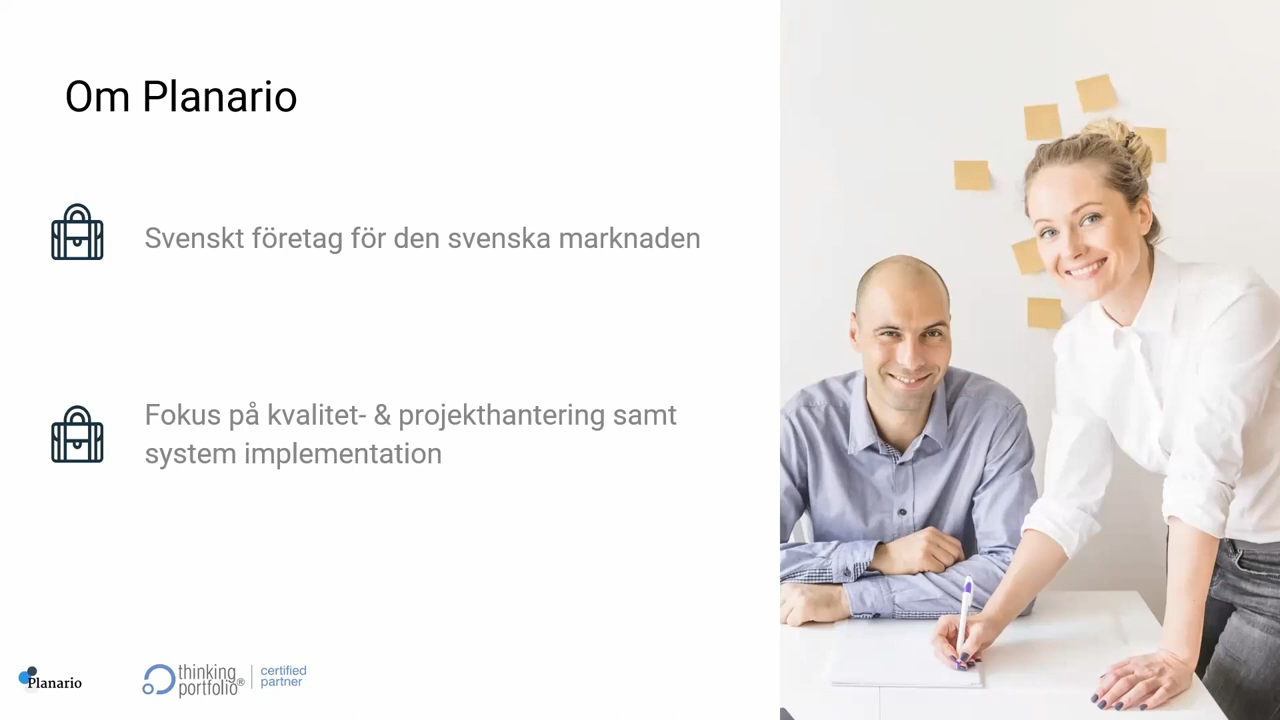 Om Planario
Svenskt företag för den svenska marknaden
Fokus på kvalitet- & projekthantering samt
system implementation
Planario
thinking
portfolio®
certified
partner